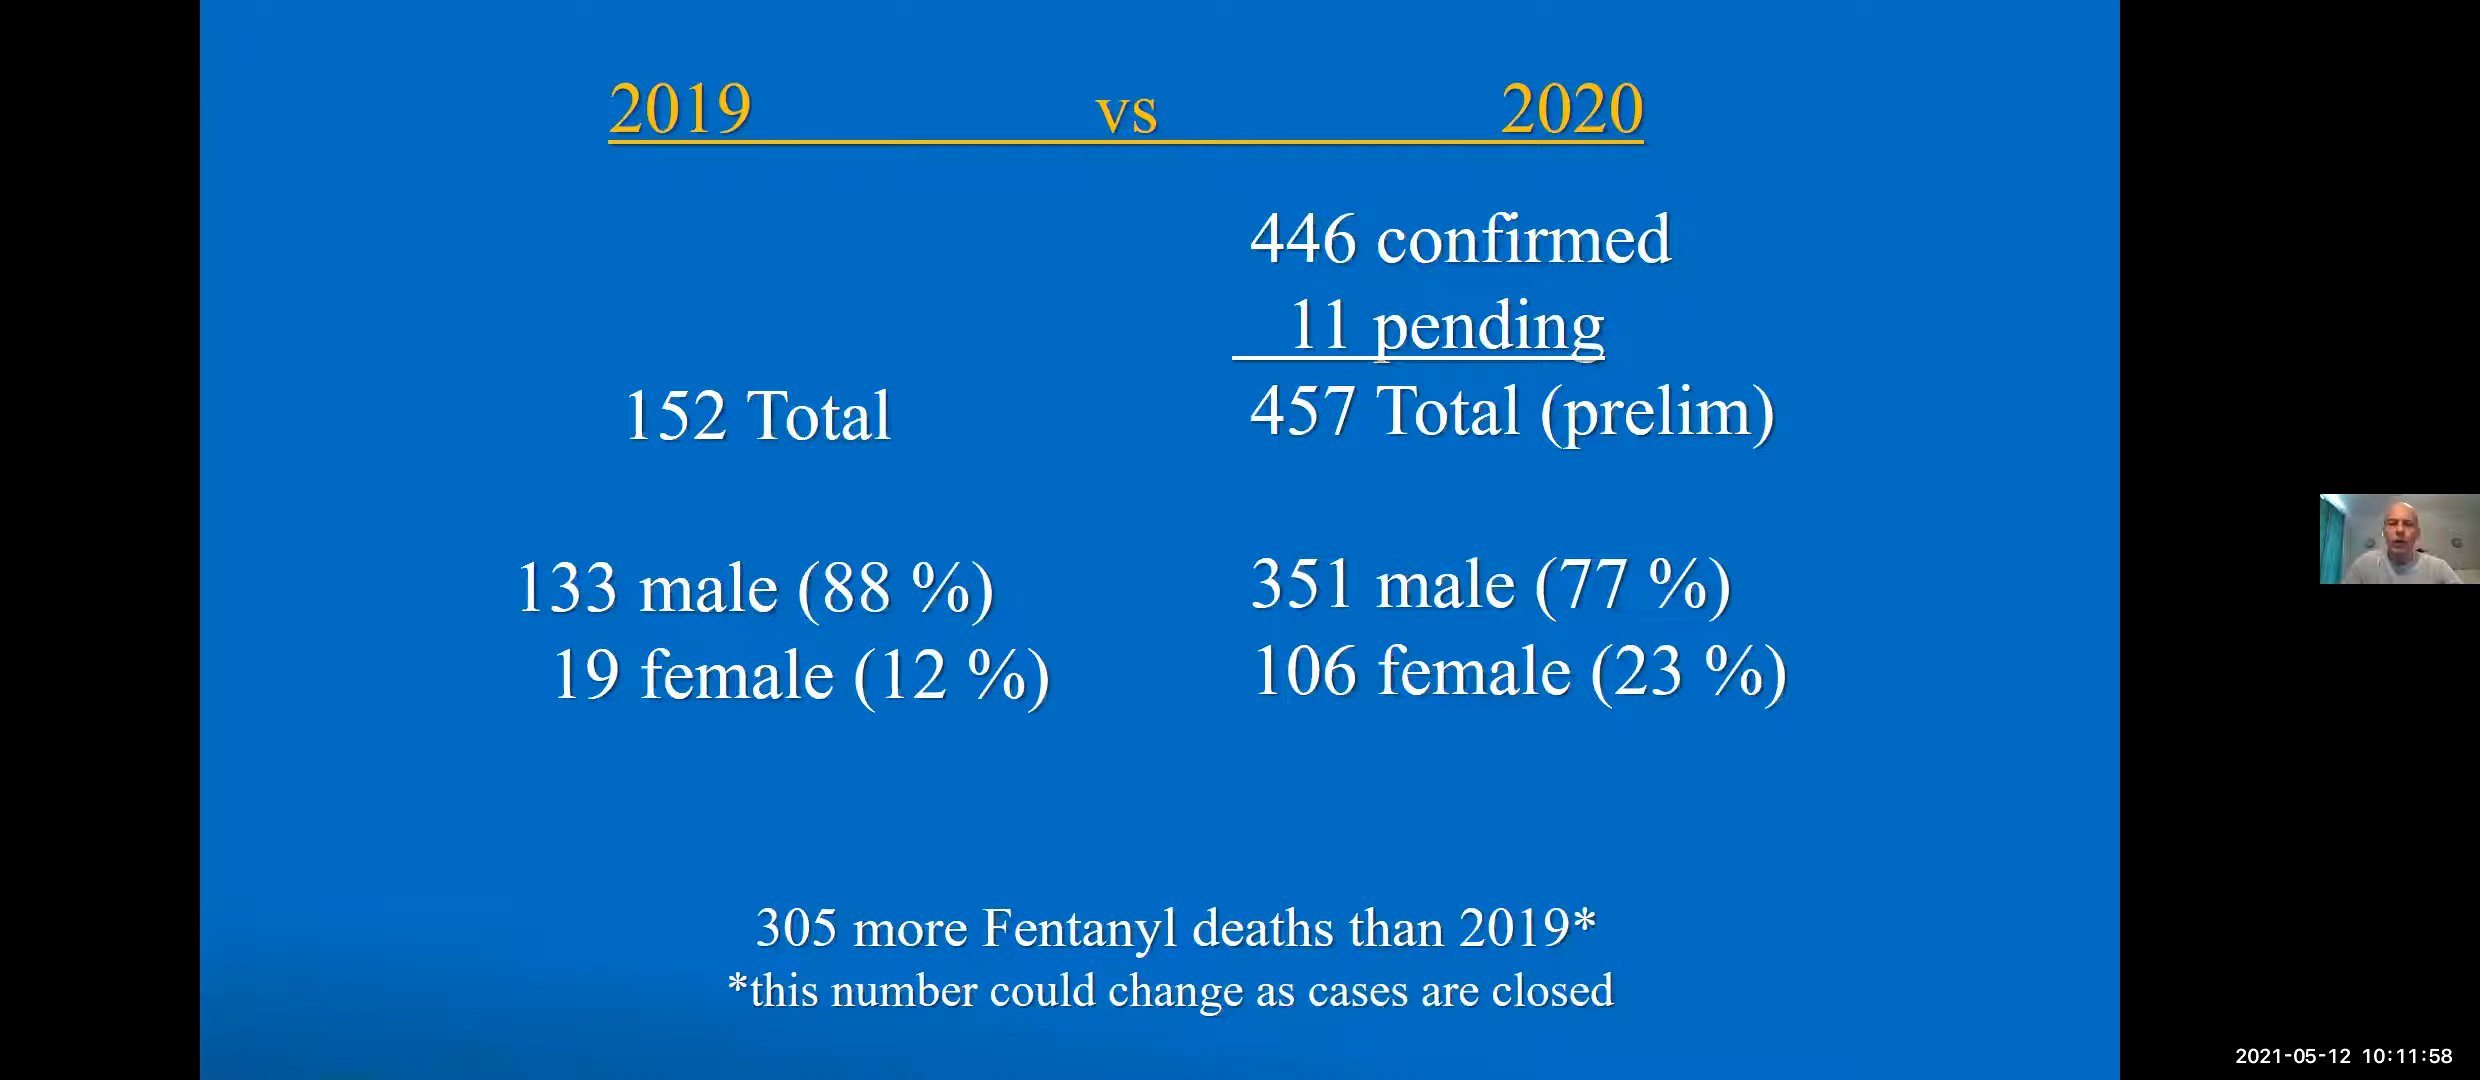 2019 vs 2020
446 confirmed
11 pending
152 Total
457 Total (prelim)
133 male (88 %)
19 female (12 %)
351 male (77 %)
106 female (23 %)
305 more Fentanyl deaths than 2019*
*this number could change as cases are closed
2021-05-12 10:11:58